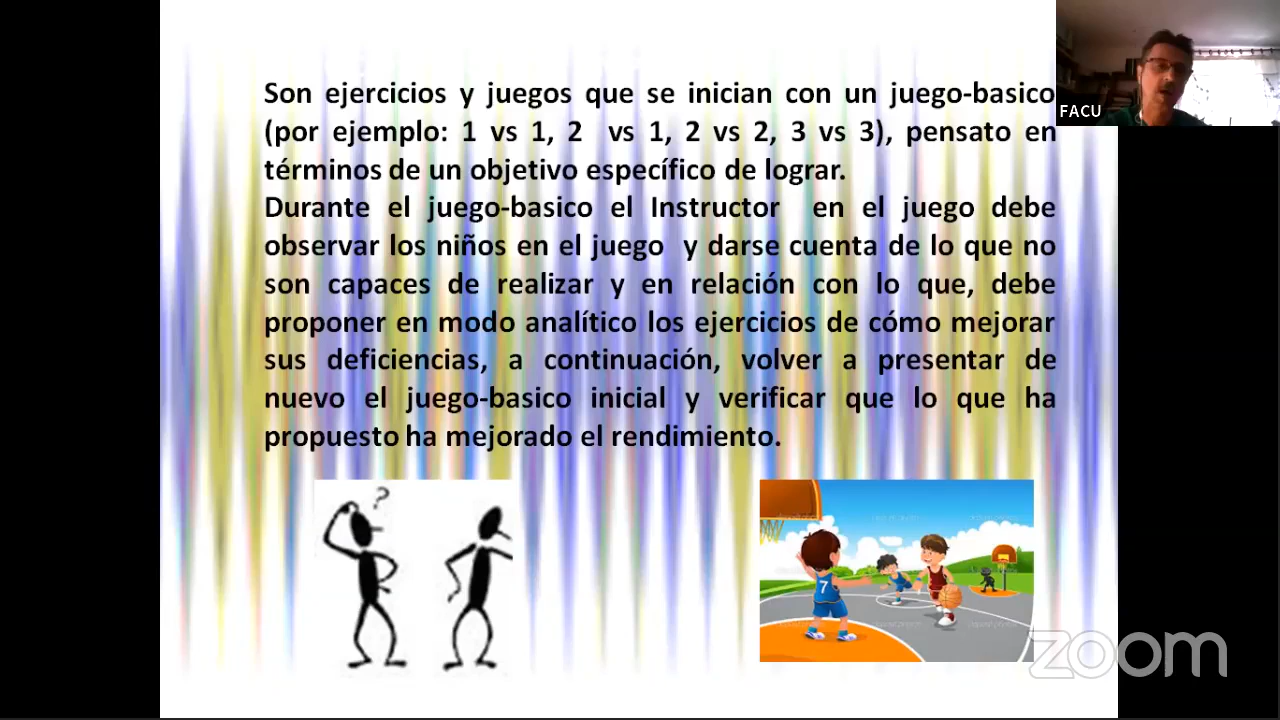 Son ejercicios y juegos que se inician con un juego-basico
(por ejemplo: 1 vs 1, 2 vs 1, 2 vs 2, 3 vs 3), pensato en
términos de un objetivo específico de lograr.
Durante el juego-basico el Instructor en el juego debe
observar los niños en el juego y darse cuenta de lo que no
son capaces de realizar y en relación con lo que, debe
proponer en modo analítico los ejercicios de cómo mejorar
sus deficiencias, a continuación, volver a presentar de
nuevo el juego-basico inicial y verificar que lo que ha
propuesto ha mejorado el rendimiento.
FACU
?
7
zoom